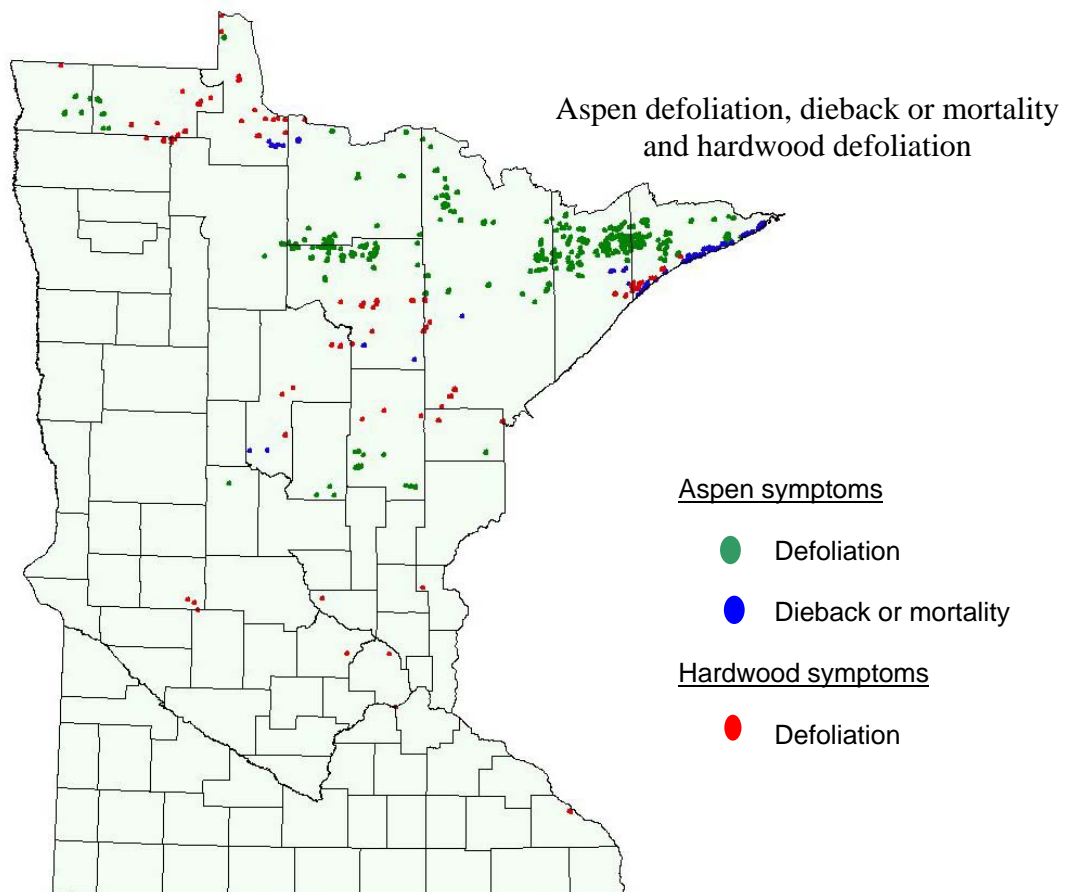 Aspen defoliation, dieback or mortality
and hardwood defoliation
Aspen symptoms
Defoliation
Dieback or mortality
Hardwood symptoms
Defoliation